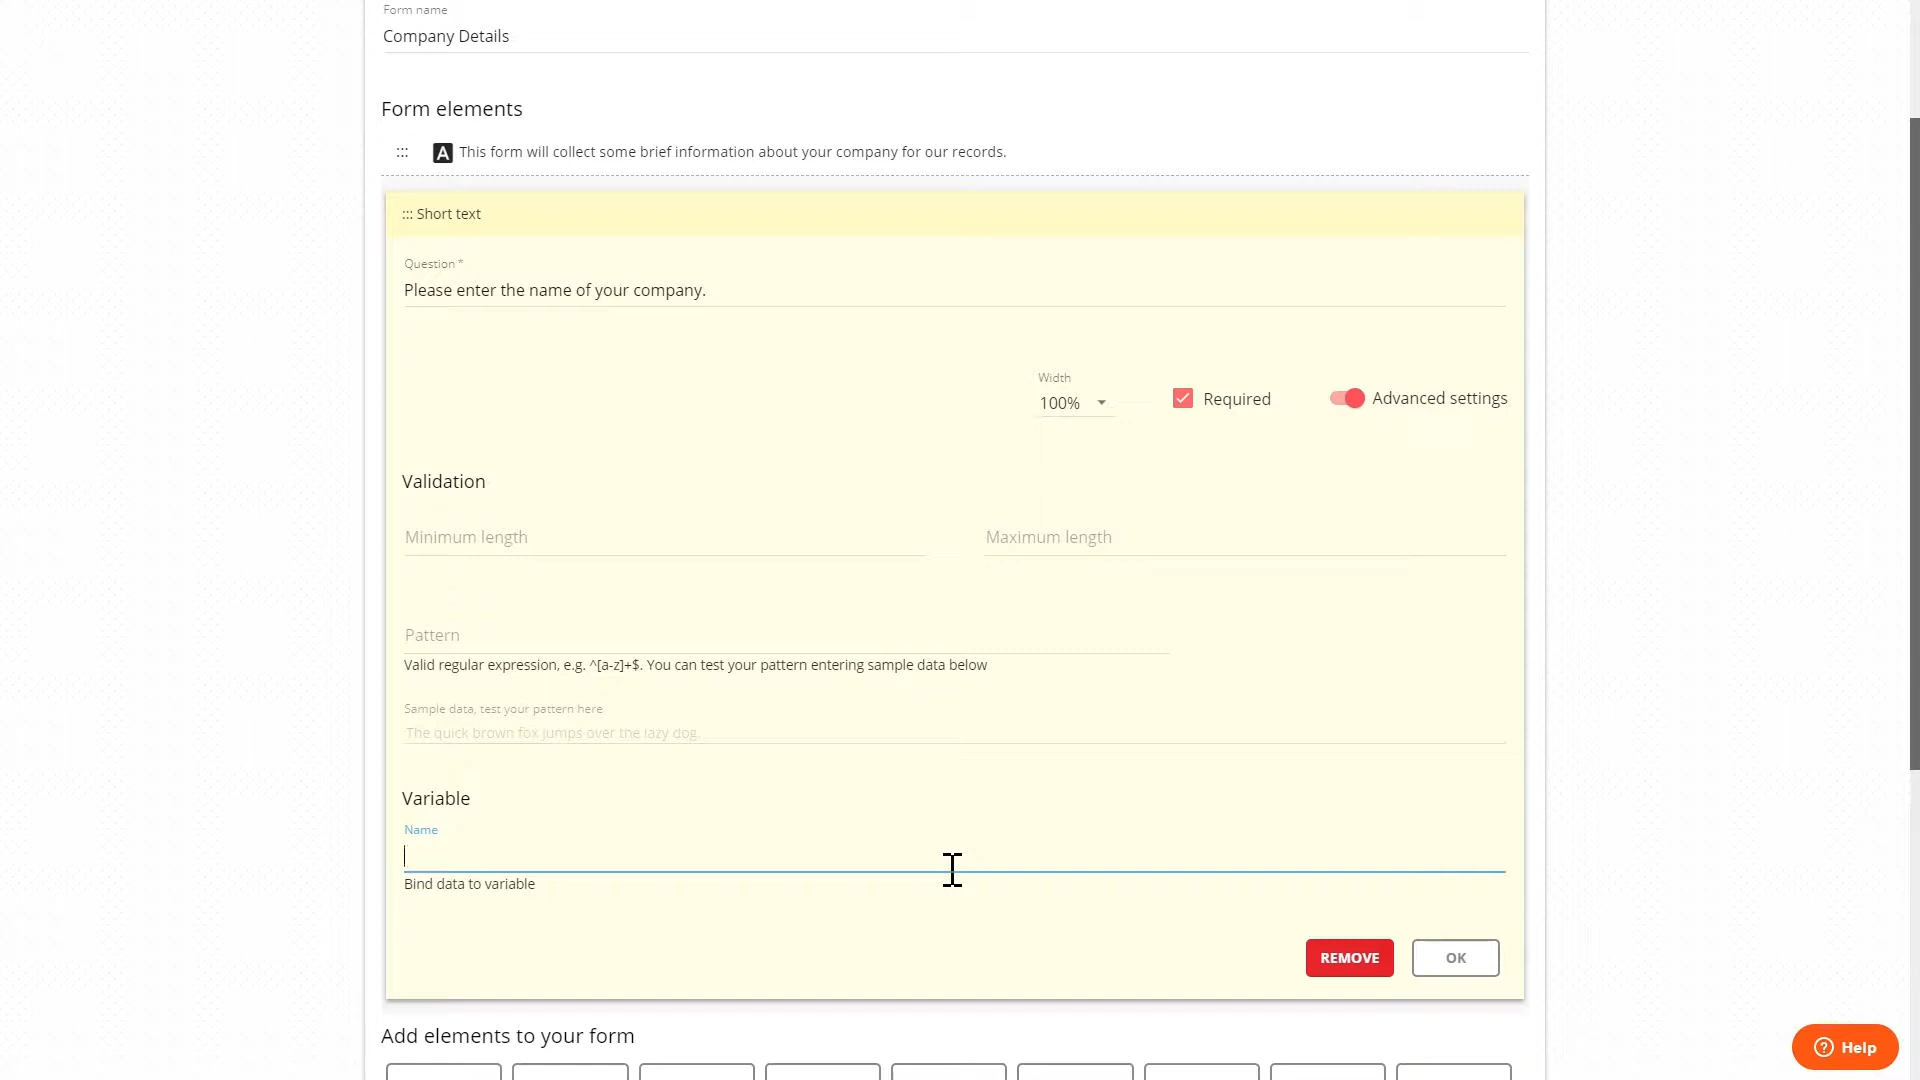 Form name
Company Details
Form elements
::: A This form will collect some brief information about your company for our records.
::: Short text
Question *
Please enter the name of your company.
Width
100% Required Advanced settings
Validation
Minimum length Maximum length
Pattern
Valid regular expression, e.g. ^[a-z]+$. You can test your pattern entering sample data below
Sample data, test your pattern here
The quick brown fox jumps over the lazy dog.
Variable
Name
Bind data to variable
REMOVE OK
Add elements to your form
? Help